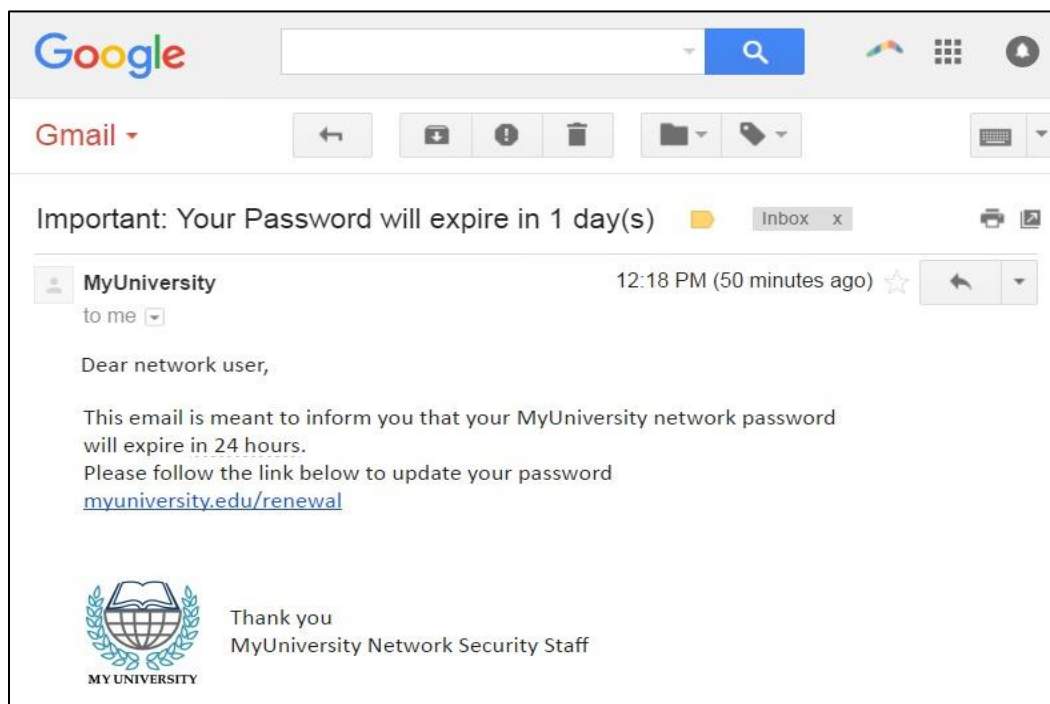 Google
Gmail
Important: Your Password will expire in 1 day(s)
Inbox x
MyUniversity
12:18 PM (50 minutes ago)
to me
Dear network user,
This email is meant to inform you that your MyUniversity network password
will expire in 24 hours.
Please follow the link below to update your password
myuniversity.edu/renewal
Thank you
MyUniversity Network Security Staff
MY UNIVERSITY